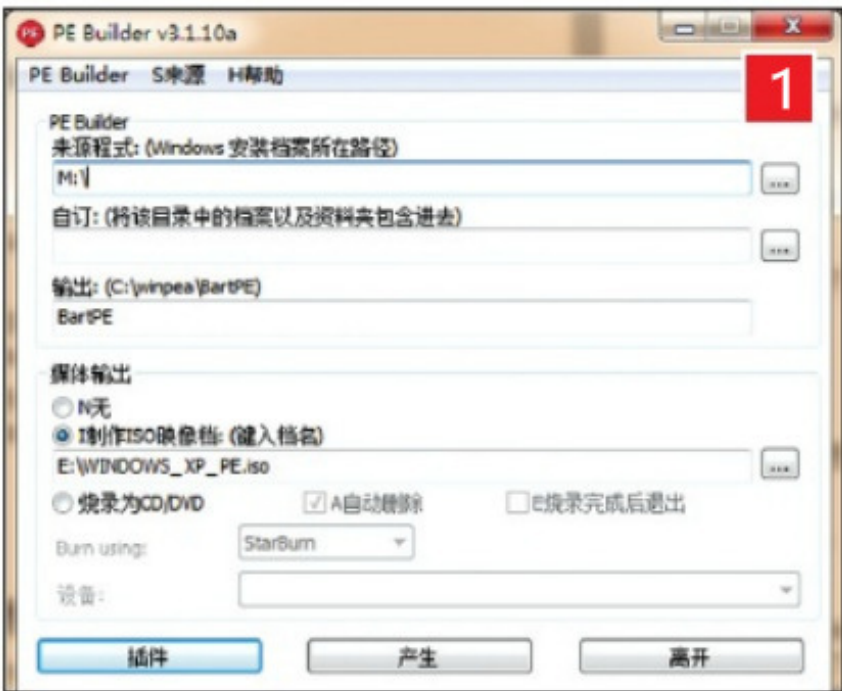 PE Builder v3.1.10a
PE Builder S来源 H帮助
1
PE Builder
来源程式: (Windows 安装档案所在路径)
M:\
...
自订: (将该目录中的档案以及资料夹包含进去)
...
输出: (C:\winpea\BartPE)
BartPE
媒体输出
N无
I制作ISO映像档: (键入档名)
E:\WINDOWS_XP_PE.iso
...
烧录为CD/DVD A自动删除 E烧录完成后退出
Burn using: StarBurn
设备:
插件 产生 离开